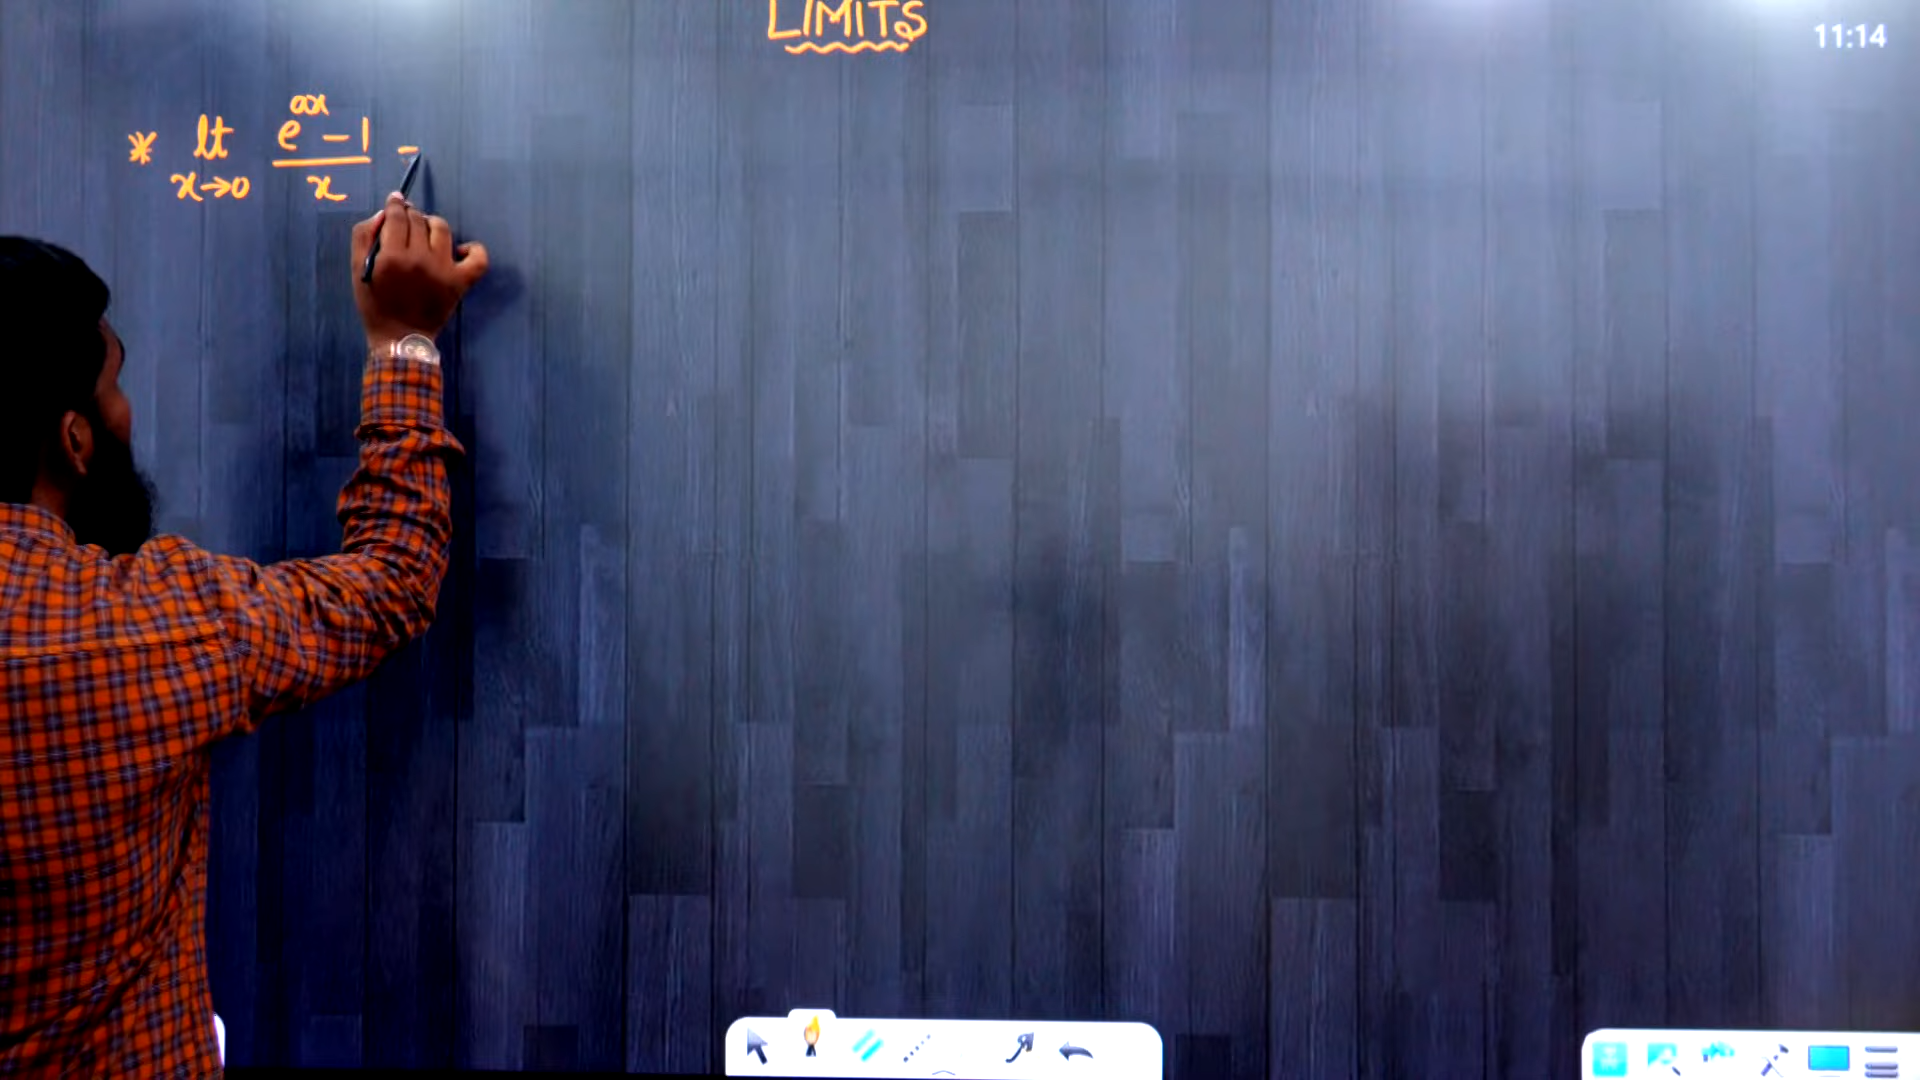 LIMITS
11:14
* lt x→0 e^{ax} - 1 / x =